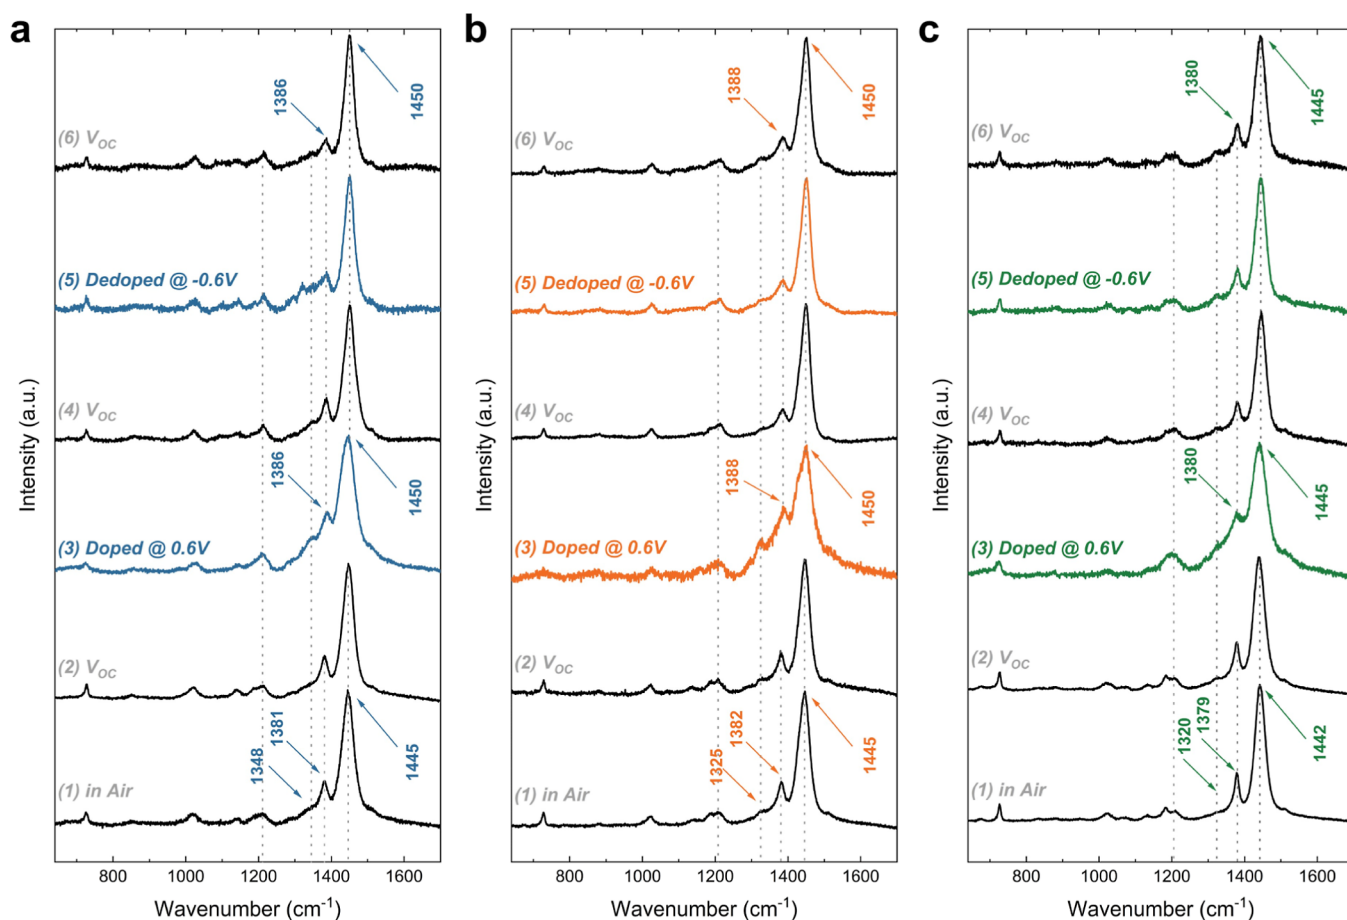 a
Intensity (a.u.)
(6) VOC
1386
1450
(5) Dedoped @ -0.6V
(4) VOC
1386
1450
(3) Doped @ 0.6V
(2) VOC
1348
1381
1445
(1) in Air
800 1000 1200 1400 1600
Wavenumber (cm-1)
b
Intensity (a.u.)
(6) VOC
1388
1450
(5) Dedoped @ -0.6V
(4) VOC
1388
1450
(3) Doped @ 0.6V
(2) VOC
1325
1382
1445
(1) in Air
800 1000 1200 1400 1600
Wavenumber (cm-1)
c
Intensity (a.u.)
(6) VOC
1380
1445
(5) Dedoped @ -0.6V
(4) VOC
1380
1445
(3) Doped @ 0.6V
(2) VOC
1320
1379
1442
(1) in Air
800 1000 1200 1400 1600
Wavenumber (cm-1)